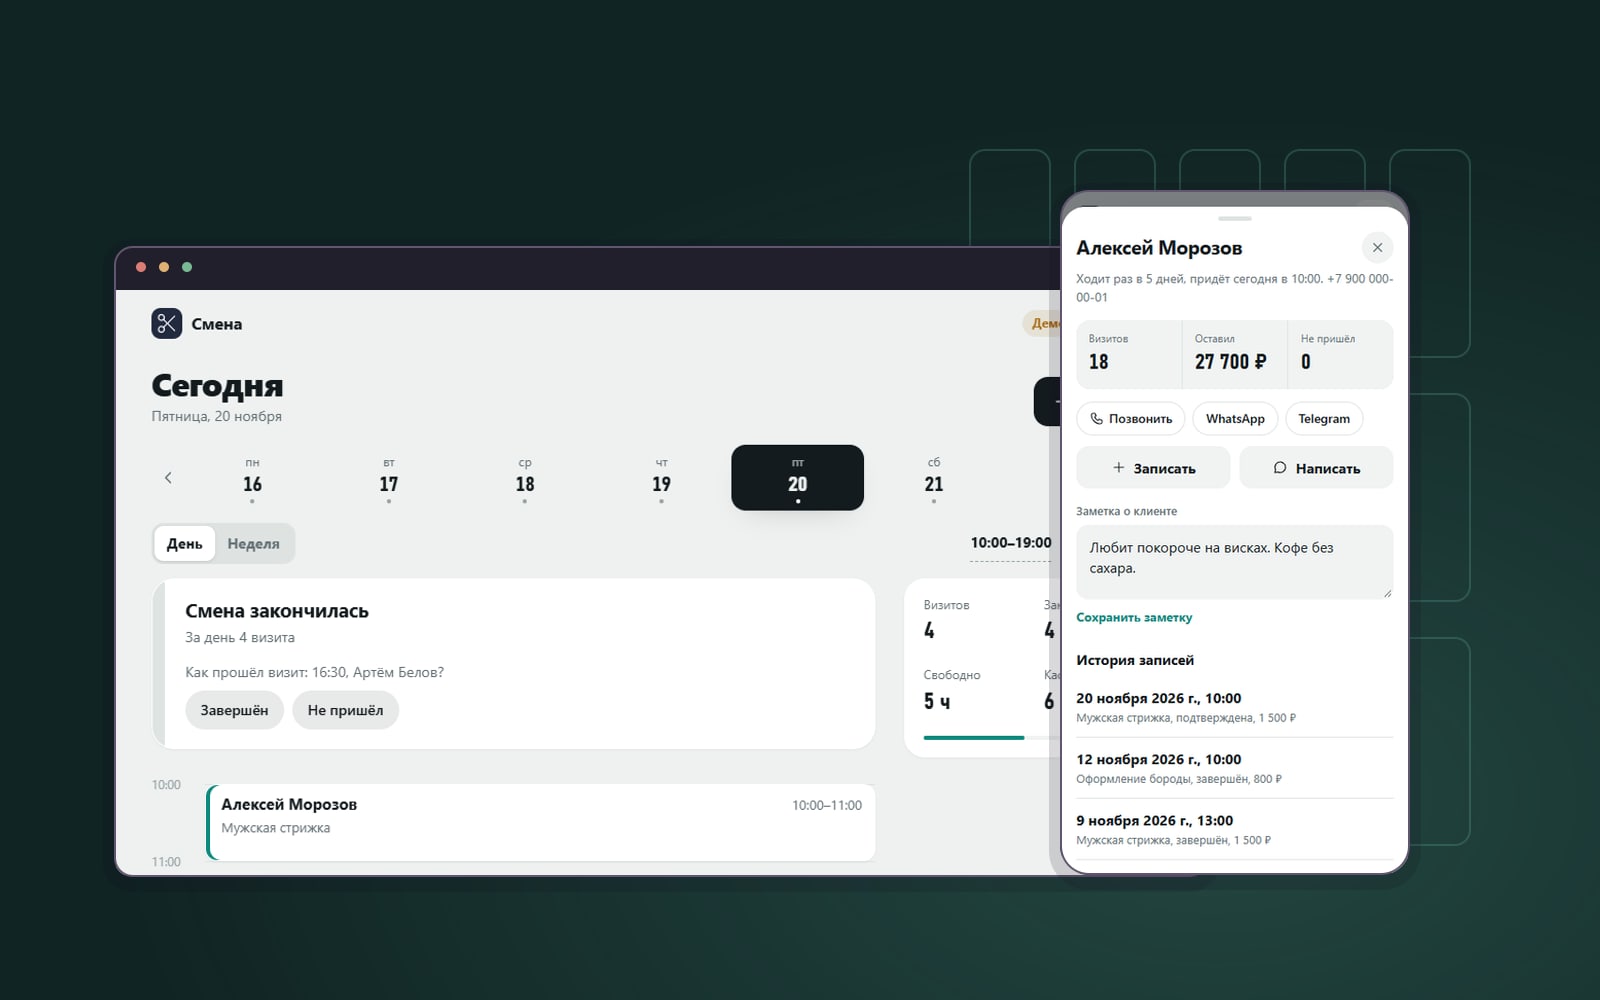 Смена
Сегодня
Пятница, 20 ноября
пн
16
вт
17
ср
18
чт
19
пт
20
сб
21
День
Неделя
10:00–19:00
Смена закончилась
За день 4 визита
Как прошёл визит: 16:30, Артём Белов?
Завершён
Не пришёл
Визитов
4
4
Свободно
5 ч
6
10:00
Алексей Морозов
10:00–11:00
Мужская стрижка
11:00
Алексей Морозов
Ходит раз в 5 дней, придёт сегодня в 10:00. +7 900 000-
00-01
Визитов
18
Оставил
27 700 ₽
Не пришёл
0
Позвонить
WhatsApp
Telegram
Записать
Написать
Заметка о клиенте
Любит покороче на висках. Кофе без
сахара.
Сохранить заметку
История записей
20 ноября 2026 г., 10:00
Мужская стрижка, подтверждена, 1 500 ₽
12 ноября 2026 г., 10:00
Оформление бороды, завершён, 800 ₽
9 ноября 2026 г., 13:00
Мужская стрижка, завершён, 1 500 ₽